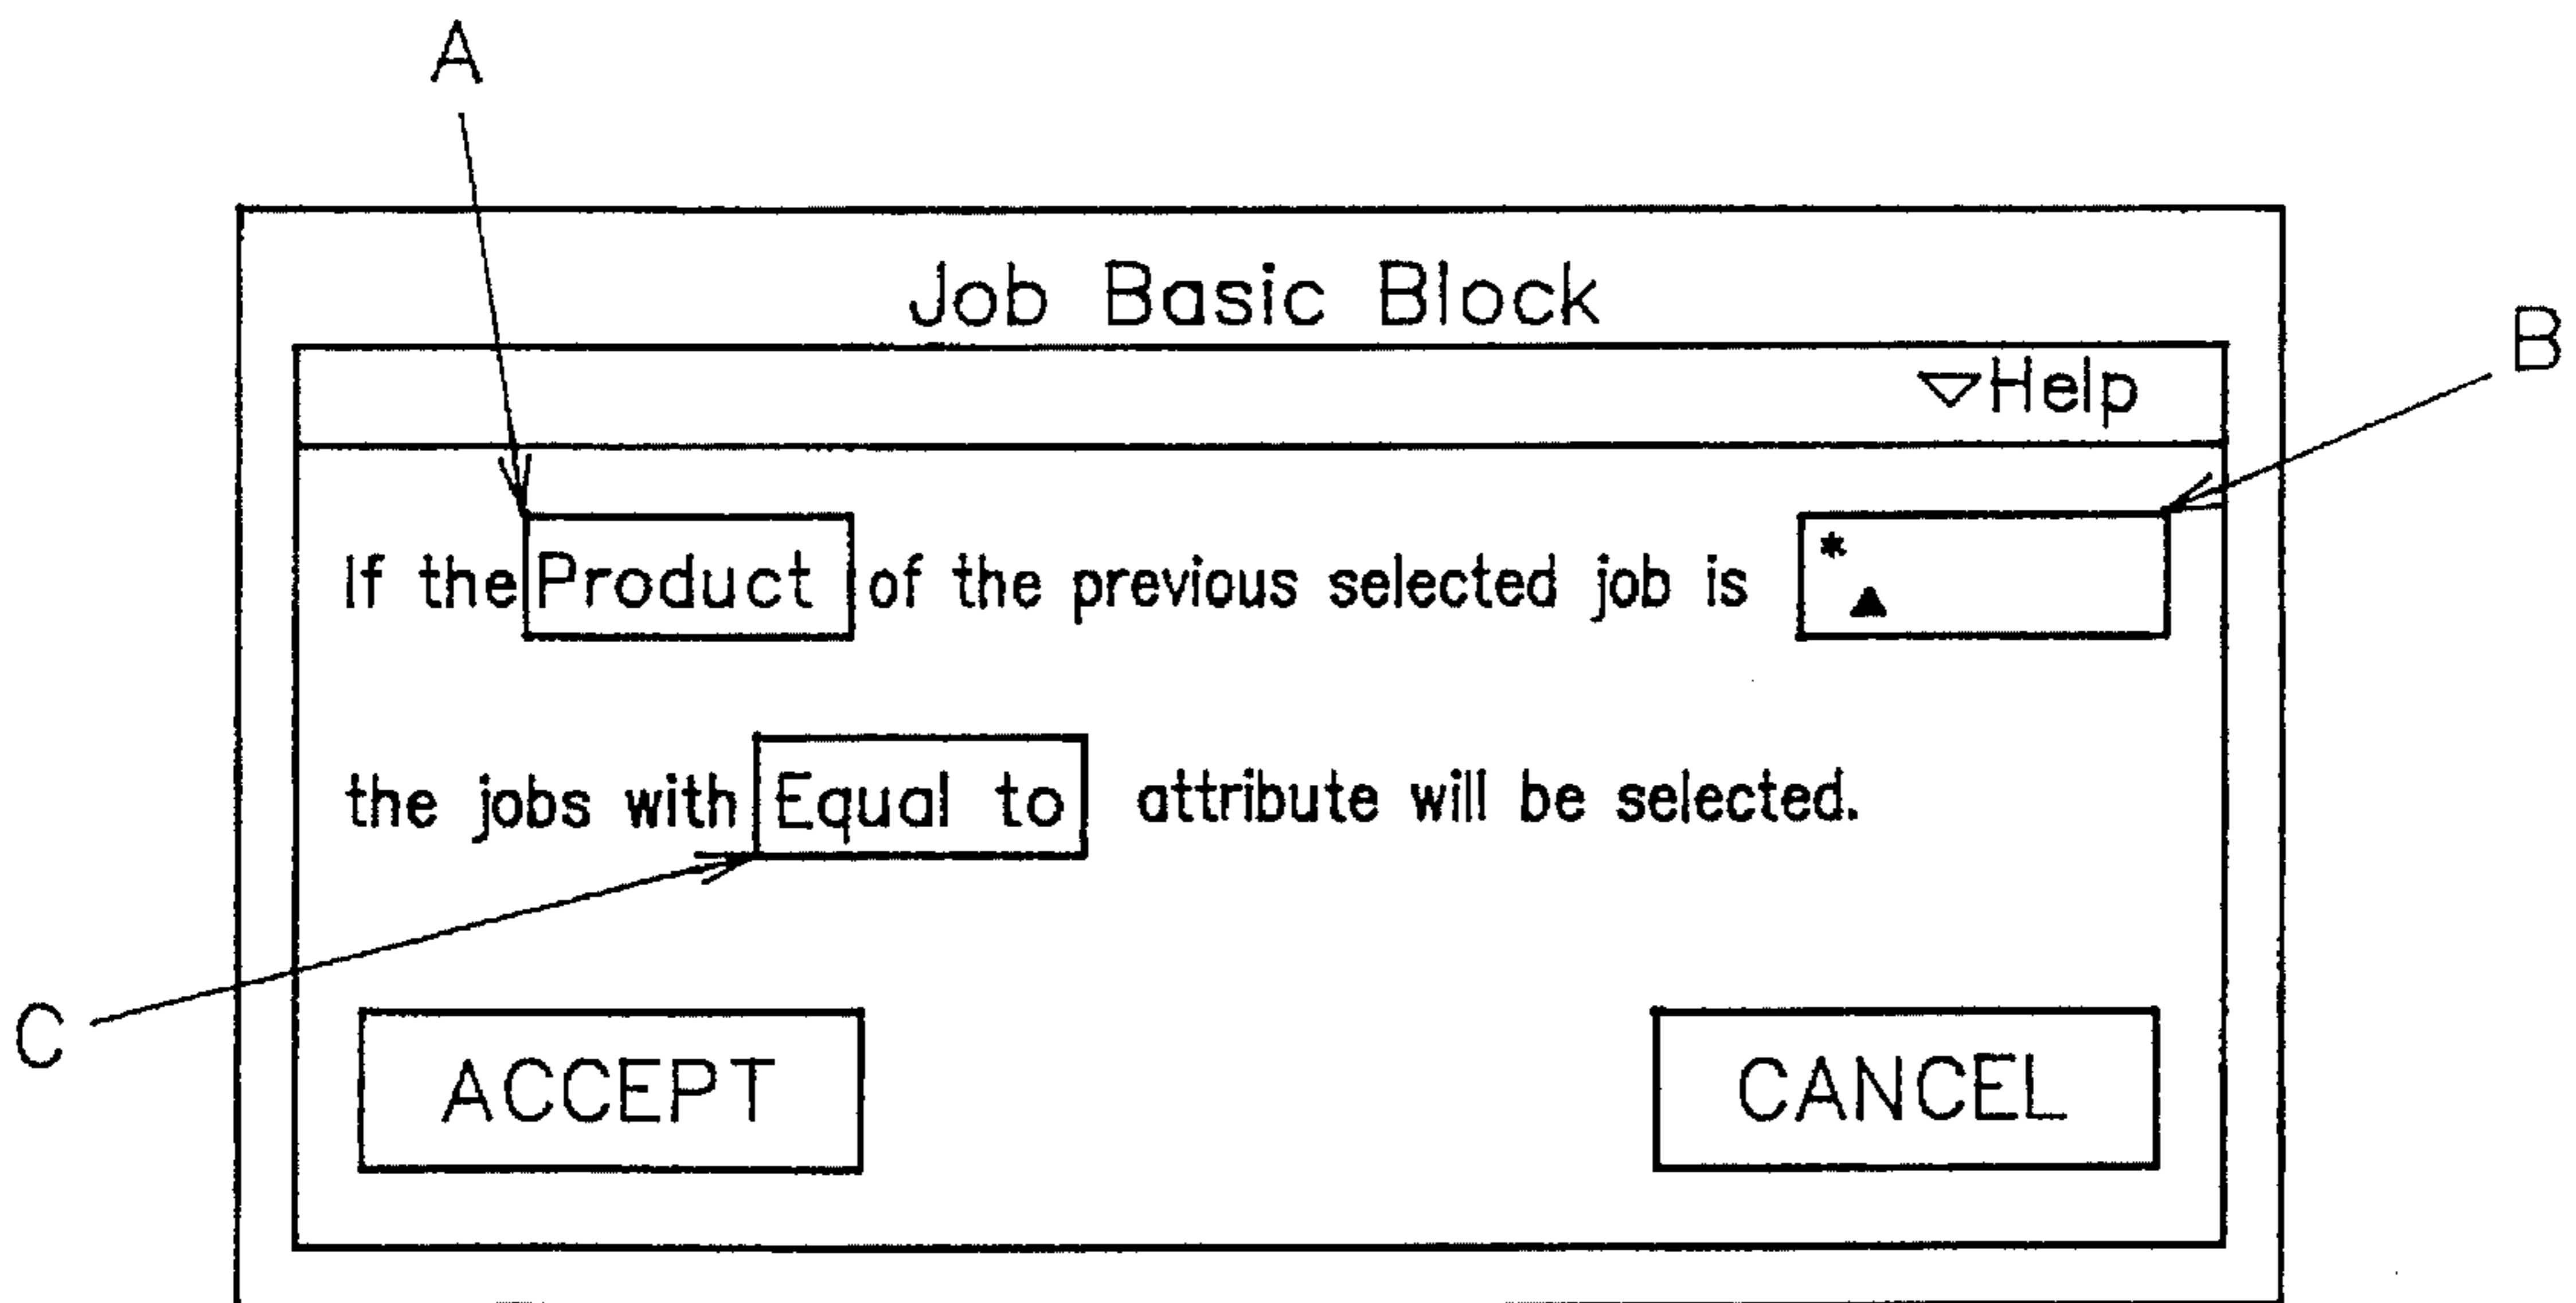 A
Job Basic Block
B
▽Help
If the Product of the previous selected job is *
▲
the jobs with Equal to attribute will be selected.
C
ACCEPT CANCEL